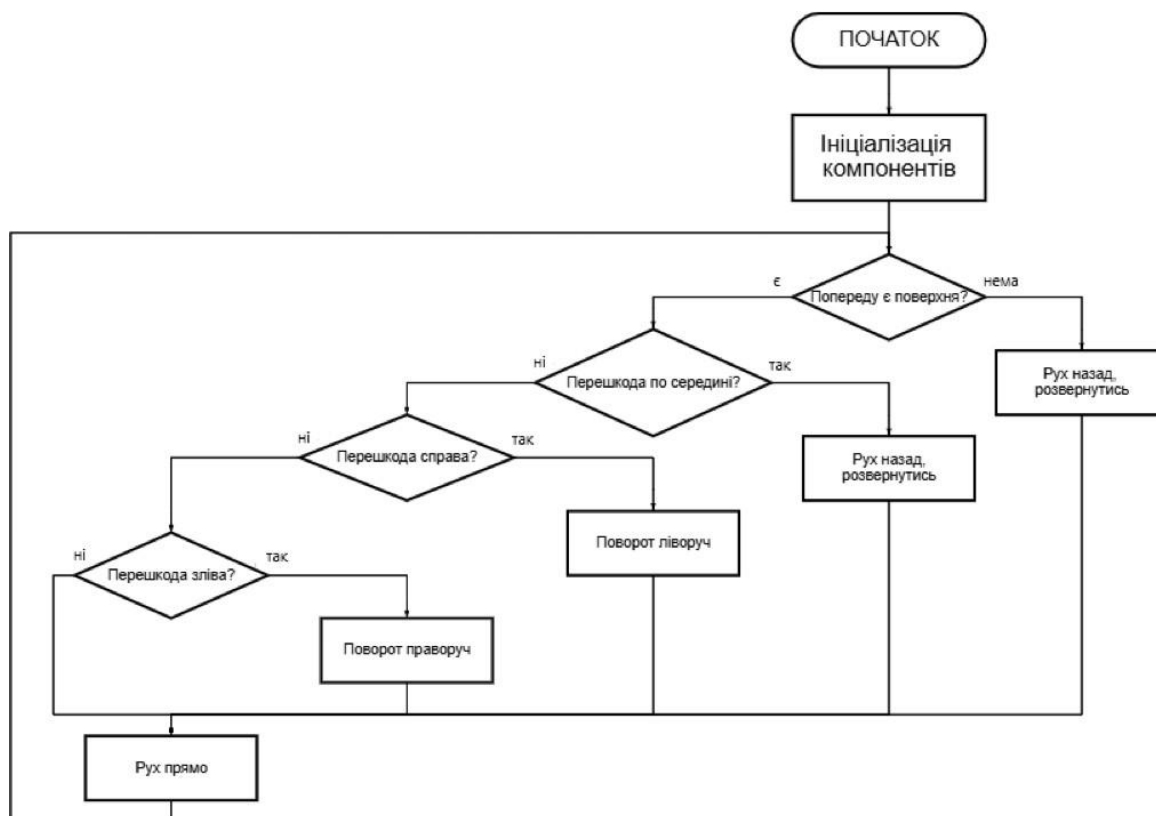 ПОЧАТОК
Ініціалізація
компонентів
є
Попереду є поверхня?
нема
ні
Перешкода по середині?
так
Рух назад,
розвернутись
ні
Перешкода справа?
так
Рух назад,
розвернутись
Поворот ліворуч
ні
Перешкода зліва?
так
Поворот праворуч
Рух прямо